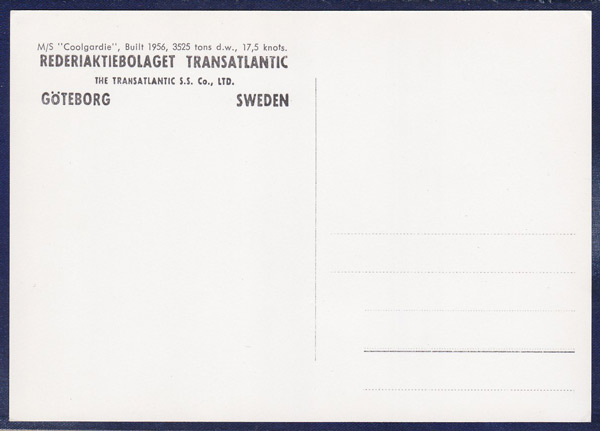 M/S "Coolgardie", Built 1956, 3525 tons d.w., 17,5 knots.
REDERIAKTIEBOLAGET TRANSATLANTIC
THE TRANSATLANTIC S.S. Co., LTD.
GÖTEBORG SWEDEN